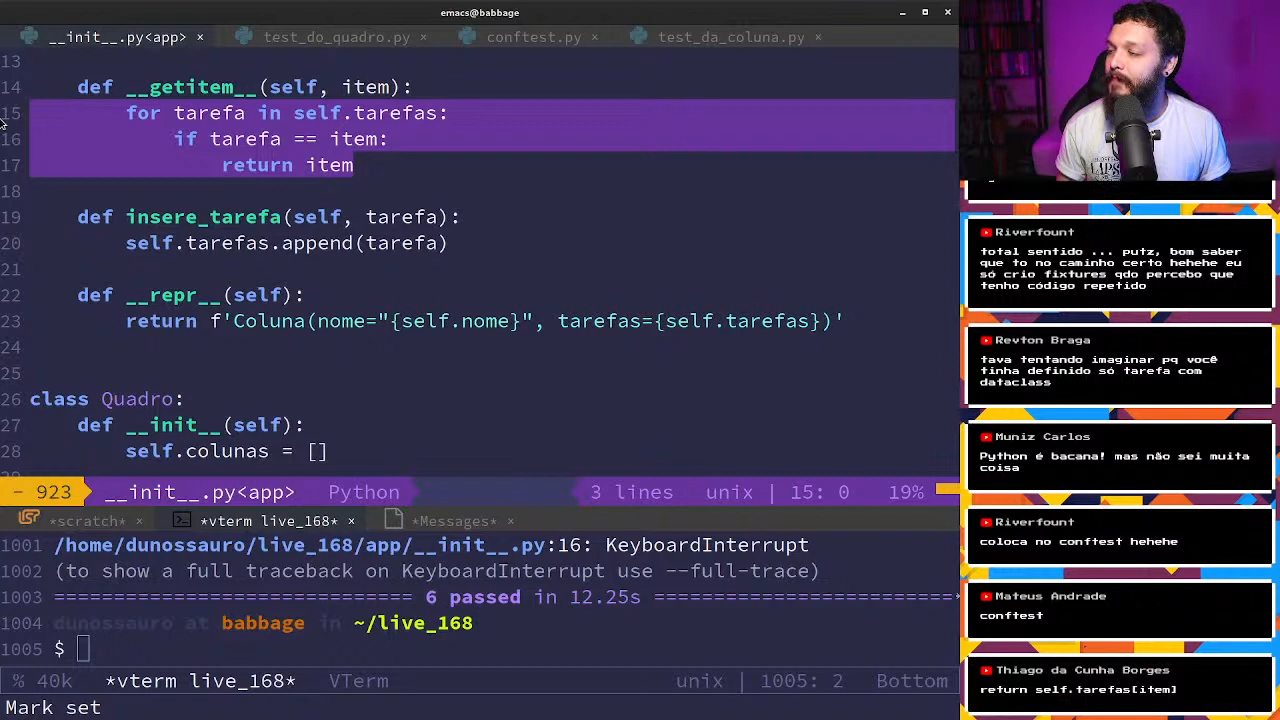 emacs@babbage
__init__.py<app> ×
test_do_quadro.py ×
conftest.py ×
test_da_coluna.py ×
13
14 def __getitem__(self, item):
15 for tarefa in self.tarefas:
16 if tarefa == item:
17 return item
18
19 def insere_tarefa(self, tarefa):
20 self.tarefas.append(tarefa)
21
22 def __repr__(self):
23 return f'Coluna(nome="{self.nome}", tarefas={self.tarefas})'
24
25
26 class Quadro:
27 def __init__(self):
28 self.colunas = []
- 923 __init__.py<app> Python 3 lines unix | 15: 0 19%
*scratch* ×
*vterm live_168* ×
*Messages* ×
1001 /home/dunossauro/live_168/app/__init__.py:16: KeyboardInterrupt
1002 (to show a full traceback on KeyboardInterrupt use --full-trace)
1003 ============================== 6 passed in 12.25s ==========================
1004 dunossauro at babbage in ~/live_168
1005 $
% 40k *vterm live_168* VTerm unix | 1005: 2 Bottom
Mark set
Riverfount
total sentido ... putz, bom saber
que to no caminho certo hehehe eu
só crio fixtures qdo percebo que
tenho código repetido
Revton Braga
tava tentando imaginar pq você
tinha definido só tarefa com
dataclass
Muniz Carlos
Python é bacana! mas não sei muita
coisa
Riverfount
coloca no conftest hehehe
Mateus Andrade
conftest
Thiago da Cunha Borges
return self.tarefas[item]